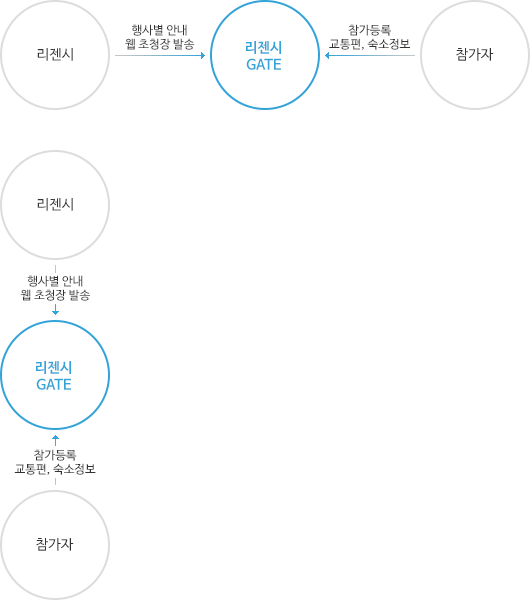 리젠시
행사별 안내
웹 초청장 발송
리젠시
GATE
참가등록
교통편, 숙소정보
참가자
리젠시
행사별 안내
웹 초청장 발송
리젠시
GATE
참가등록
교통편, 숙소정보
참가자